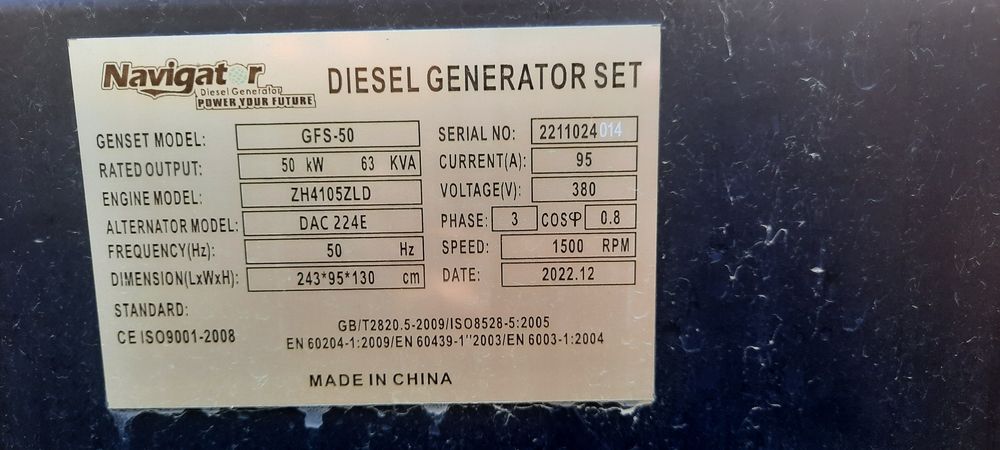 Navigator
Diesel Generator
POWER YOUR FUTURE
DIESEL GENERATOR SET
GENSET MODEL: GFS-50 SERIAL NO: 2211024014
RATED OUTPUT: 50 kW 63 KVA CURRENT(A): 95
ENGINE MODEL: ZH4105ZLD VOLTAGE(V): 380
ALTERNATOR MODEL: DAC 224E PHASE: 3 COSφ 0.8
FREQUENCY(Hz): 50 Hz SPEED: 1500 RPM
DIMENSION(LxWxH): 243*95*130 cm DATE: 2022.12
STANDARD:
CE ISO9001-2008 GB/T2820.5-2009/ISO8528-5:2005
EN 60204-1:2009/EN 60439-1''2003/EN 6003-1:2004
MADE IN CHINA